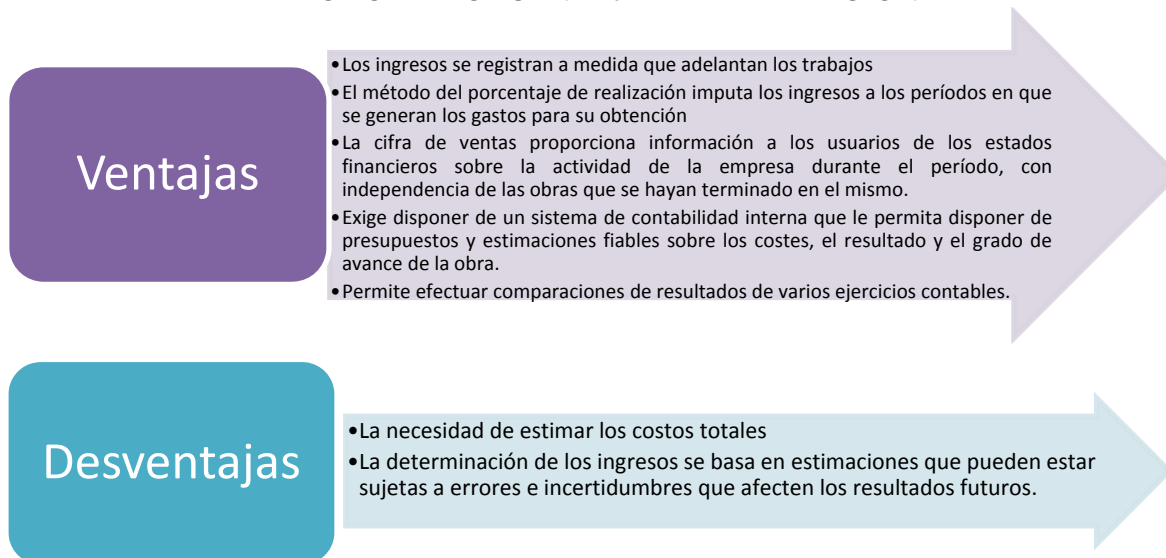 Ventajas
•Los ingresos se registran a medida que adelantan los trabajos
•El método del porcentaje de realización imputa los ingresos a los períodos en que
se generan los gastos para su obtención
•La cifra de ventas proporciona información a los usuarios de los estados
financieros sobre la actividad de la empresa durante el período, con
independencia de las obras que se hayan terminado en el mismo.
•Exige disponer de un sistema de contabilidad interna que le permita disponer de
presupuestos y estimaciones fiables sobre los costes, el resultado y el grado de
avance de la obra.
•Permite efectuar comparaciones de resultados de varios ejercicios contables.
Desventajas
•La necesidad de estimar los costos totales
•La determinación de los ingresos se basa en estimaciones que pueden estar
sujetas a errores e incertidumbres que afecten los resultados futuros.